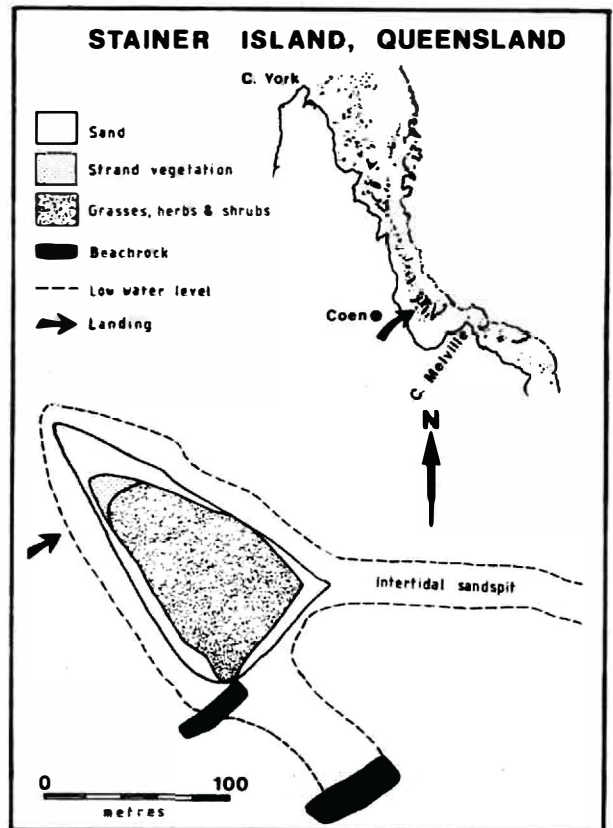 STAINER ISLAND, QUEENSLAND
C. York
Sand
Strand vegetation
Grasses, herbs & shrubs
Beachrock
Low water level
Landing
Coen
C. Melville
N
Intertidal sandspit
0 100
metres